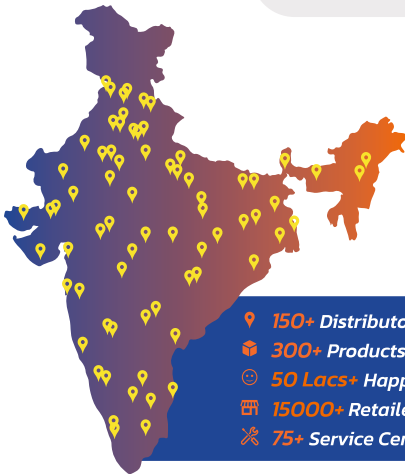 150+ Distributo
300+ Products
50 Lacs+ Happ
15000+ Retaile
75+ Service Cen